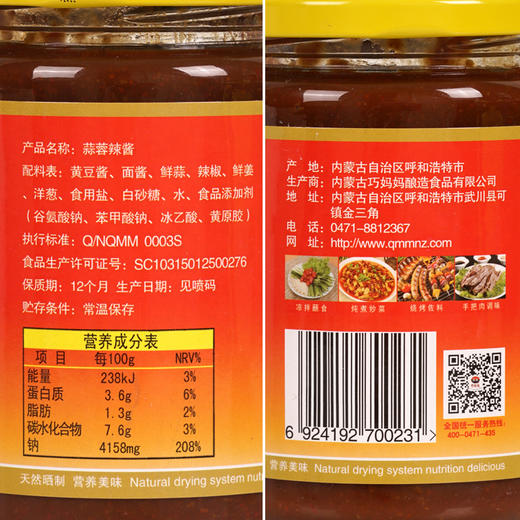 产品名称：蒜蓉辣酱
配料表：黄豆酱、面酱、鲜蒜、辣椒、鲜姜
、洋葱、食用盐、白砂糖、水、食品添加剂
（谷氨酸钠、苯甲酸钠、冰乙酸、黄原胶）
执行标准：Q/NQMM 0003S
食品生产许可证号：SC10315012500276
保质期：12个月 生产日期：见喷码
贮存条件：常温保存
营养成分表
项目 每100g NRV%
能量 238kJ 3%
蛋白质 3.6g 6%
脂肪 1.3g 2%
碳水化合物 7.6g 3%
钠 4158mg 208%
天然晒制 营养美味 Natural drying system nutri
产 地：内蒙古自治区呼和浩特市
生产商：内蒙古巧妈妈酿造食品有限公司
地 址：内蒙古自治区呼和浩特市武川县可
镇金三角
电 话：0471-8812367
网 址：http://www.qmmnz.com
凉拌蘸食 炖煮炒菜 烧烤佐料 手把肉调味
6 924192 700231 >
全国统一服务热线：
400-0471-435
营养美味 Natural drying system nutrition delicious